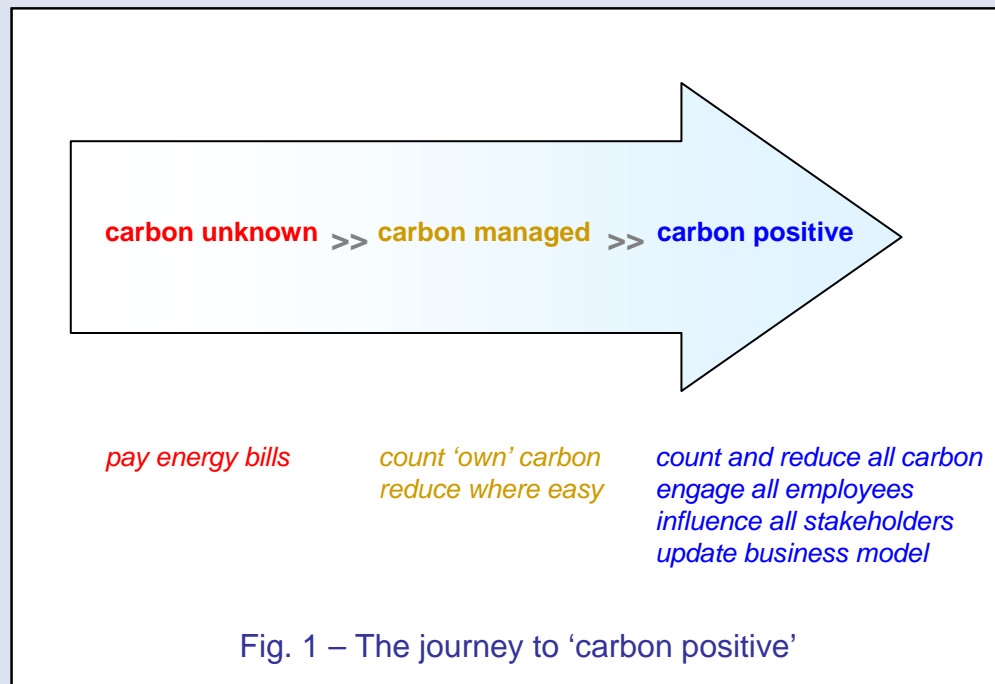 carbon unknown >> carbon managed >> carbon positive
pay energy bills
count ‘own’ carbon
reduce where easy
count and reduce all carbon
engage all employees
influence all stakeholders
update business model
Fig. 1 – The journey to ‘carbon positive’